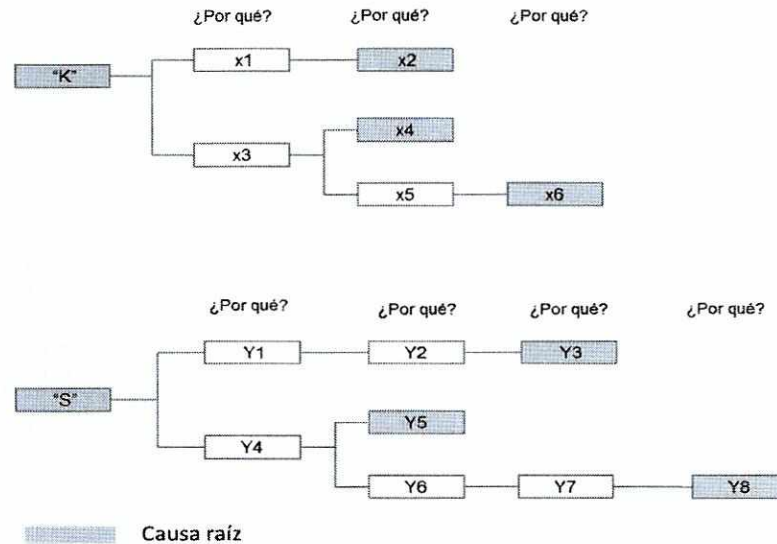 ¿Por qué? ¿Por qué? ¿Por qué?
x1 x2
"K"
x4
x3
x5 x6
¿Por qué? ¿Por qué? ¿Por qué? ¿Por qué?
Y1 Y2 Y3
"S"
Y5
Y4
Y6 Y7 Y8
Causa raíz